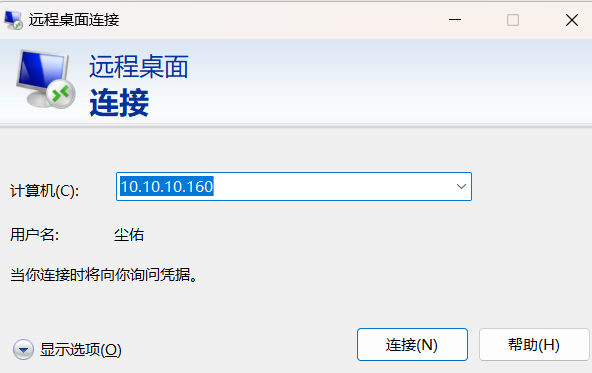 远程桌面连接
远程桌面
连接
计算机(C): 10.10.10.160
用户名: 尘佑
当你连接时将向你询问凭据。
显示选项(O) 连接(N) 帮助(H)